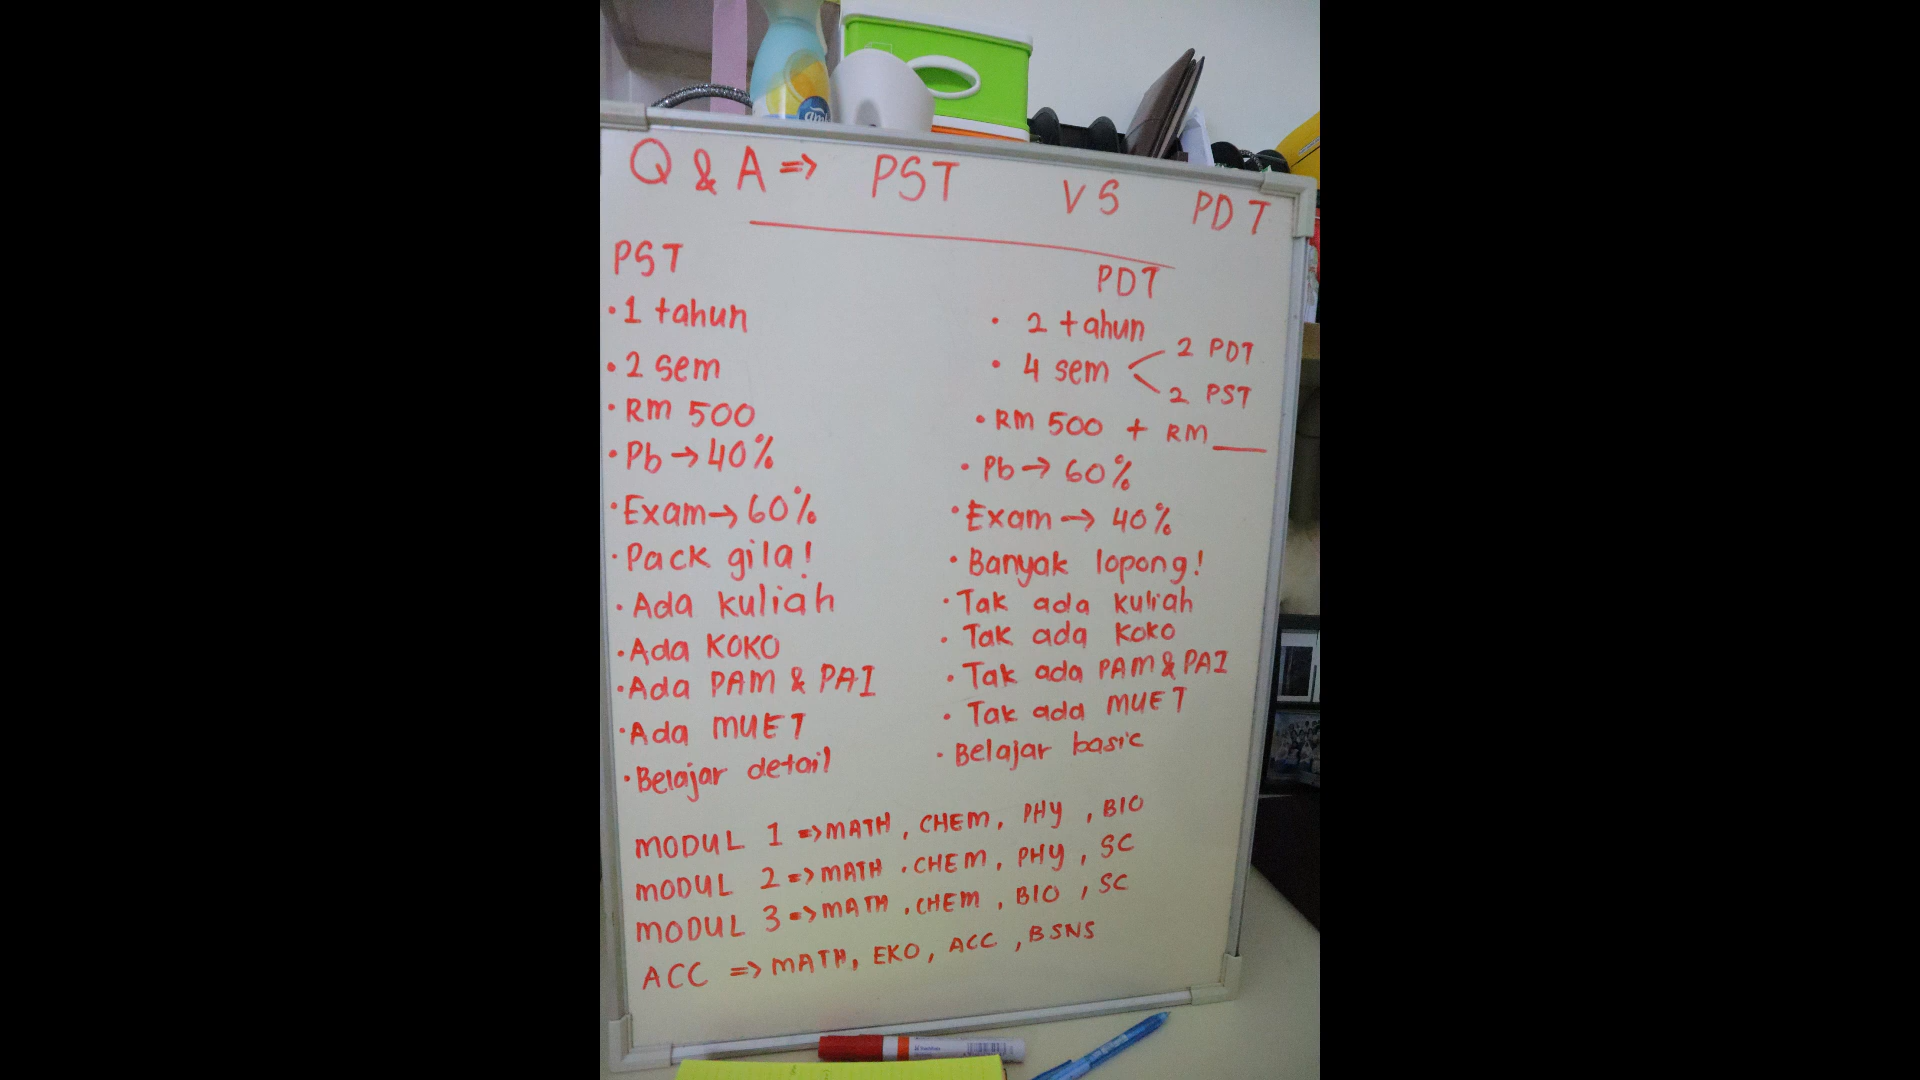 Q & A => PST VS PDT
PST
• 1 tahun
• 2 sem
• RM 500
• Pb → 40%
• Exam → 60%
• Pack gila!
• Ada kuliah
• Ada KOKO
• Ada PAM & PAI
• Ada MUET
• Belajar detail
PDT
• 2 tahun
• 4 sem < 2 PDT
2 PST
• RM 500 + RM ___
• Pb → 60%
• Exam → 40%
• Banyak lopong!
• Tak ada kuliah
• Tak ada KOKO
• Tak ada PAM & PAI
• Tak ada MUET
• Belajar basic
MODUL 1 => MATH, CHEM, PHY, BIO
MODUL 2 => MATH, CHEM, PHY, SC
MODUL 3 => MATH, CHEM, BIO, SC
ACC => MATH, EKO, ACC, BSNS